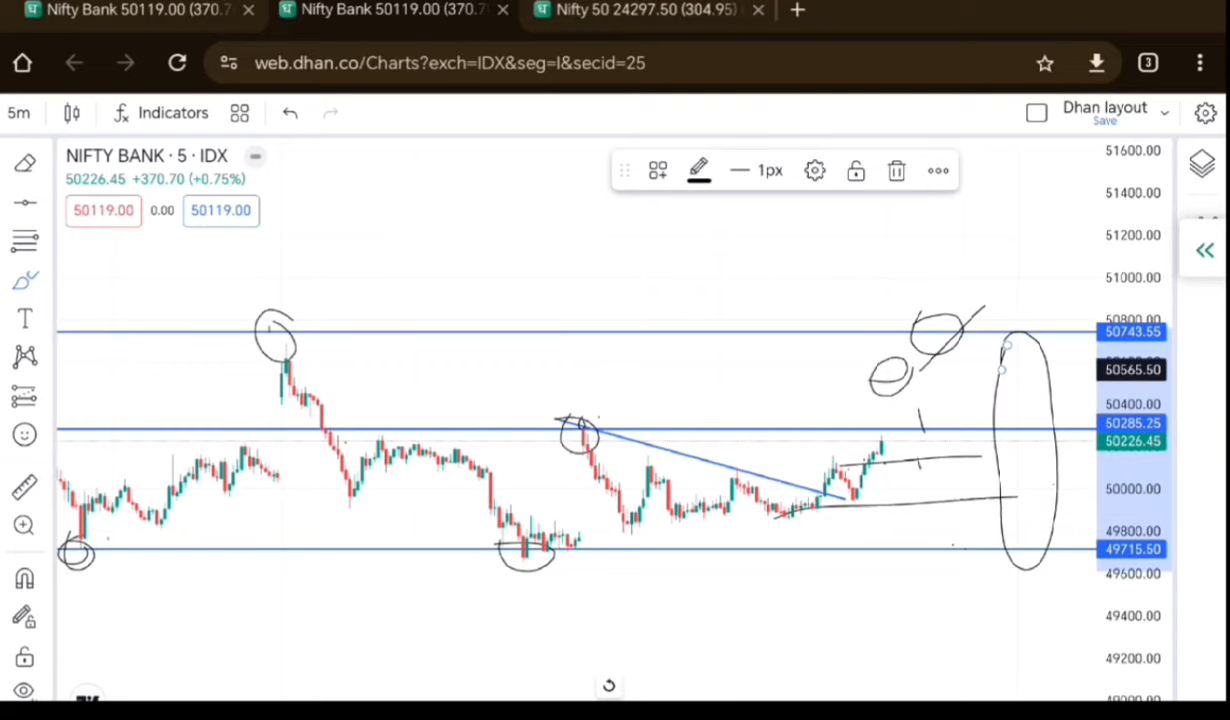 Nifty Bank 50119.00 (370.7
Nifty Bank 50119.00 (370.7
Nifty 50 24297.50 (304.95)
web.dhan.co/Charts?exch=IDX&seg=I&secid=25
3
5m
Indicators
Dhan layout
Save
NIFTY BANK · 5 · IDX
50226.45 +370.70 (+0.75%)
50119.00
0.00
50119.00
1px
51600.00
51400.00
51200.00
51000.00
50800.00
50743.55
50565.50
50400.00
50285.25
50226.45
50000.00
49800.00
49715.50
49600.00
49400.00
49200.00